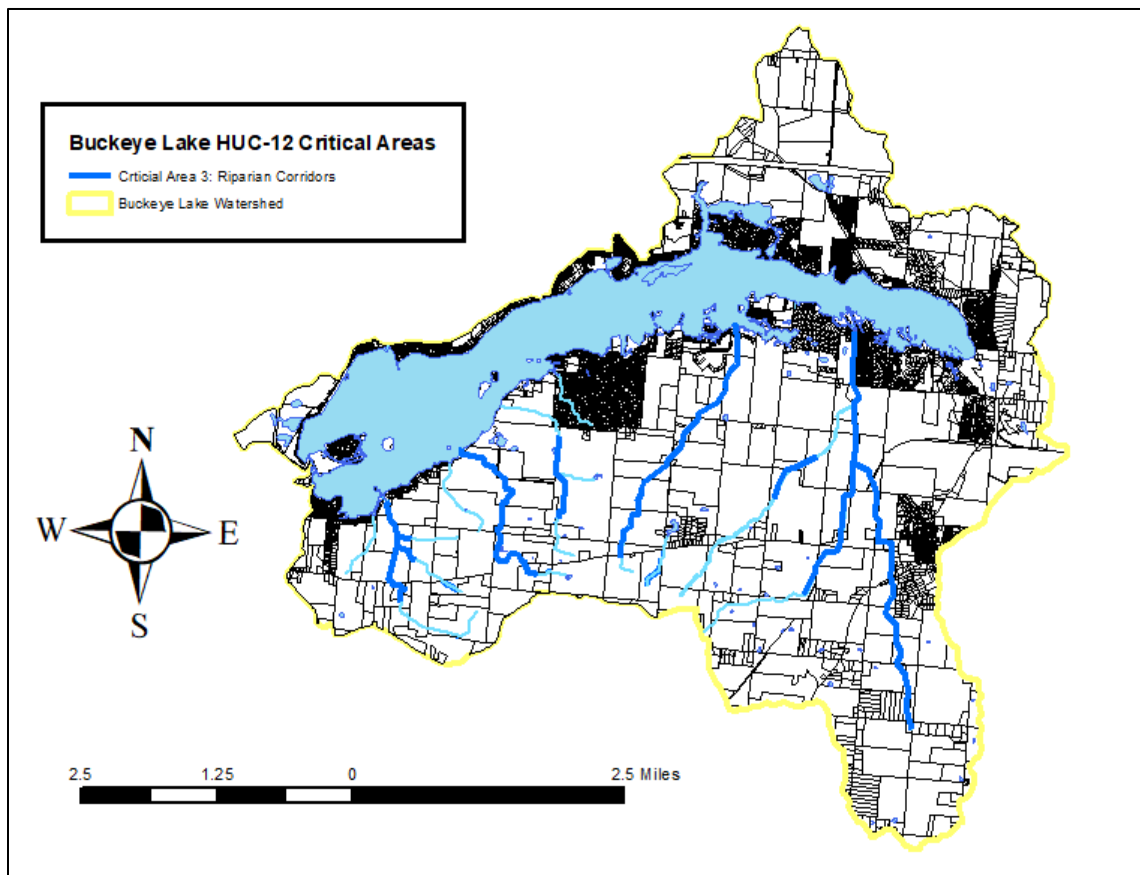 Buckeye Lake HUC-12 Critical Areas
Crticial Area 3: Riparian Corridors
Buckeye Lake Watershed
N
W E
S
2.5 1.25 0 2.5 Miles